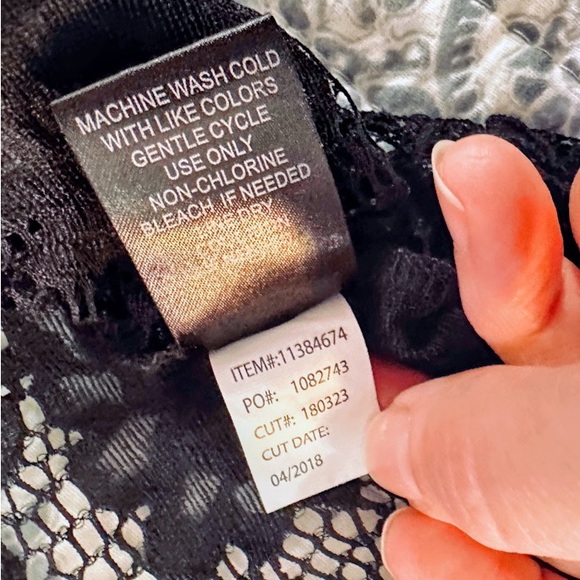 MACHINE WASH COLD
WITH LIKE COLORS
GENTLE CYCLE
USE ONLY
NON-CHLORINE
BLEACH, IF NEEDED
DRY
ITEM#:11384674
PO#: 1082743
CUT#: 180323
CUT DATE:
04/2018